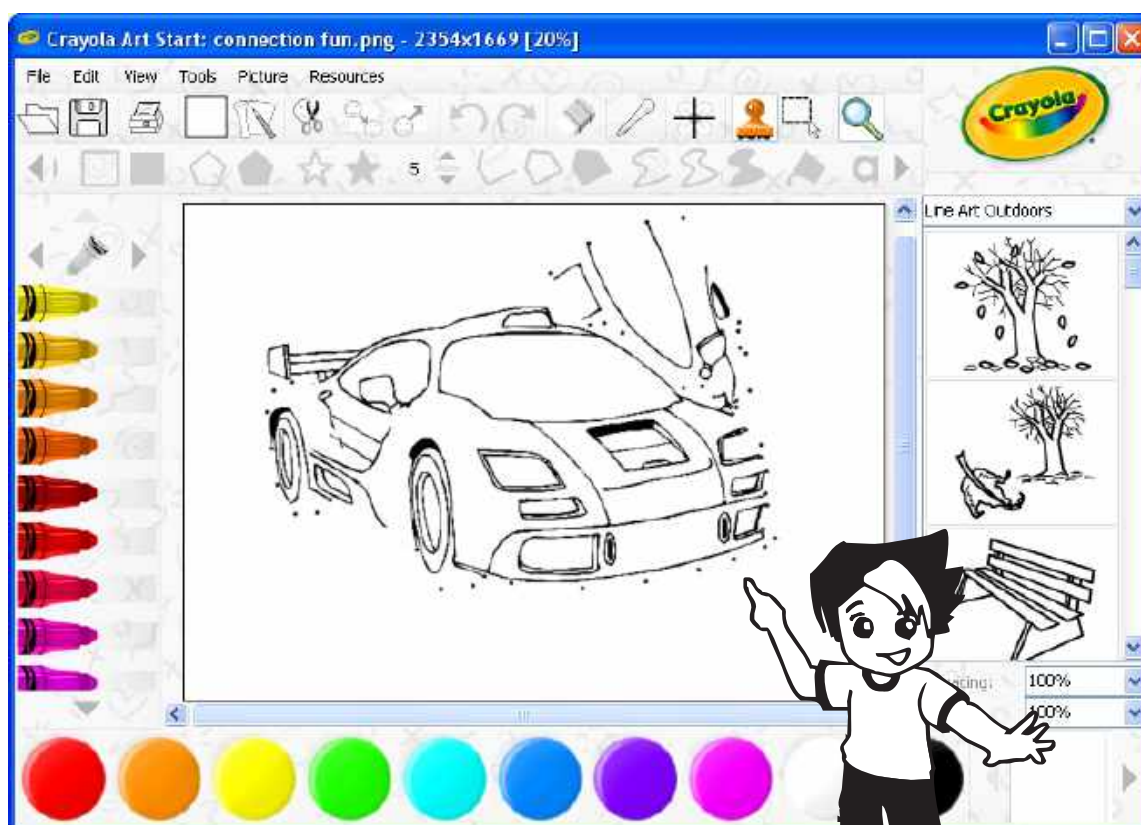 Crayola Art Start: connection fun.png - 2354x1669 [20%]
File Edit View Tools Picture Resources
Crayola
5
a
Line Art Outdoors
100%
100%